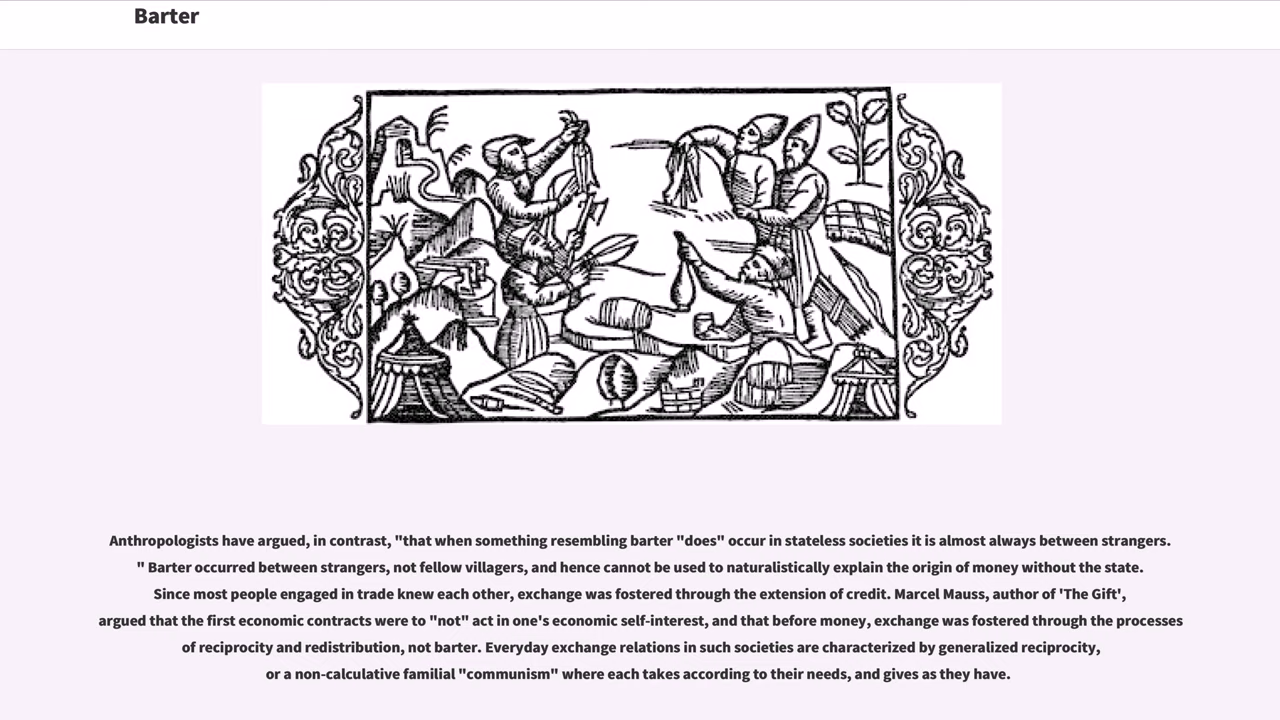 Barter
Anthropologists have argued, in contrast, "that when something resembling barter "does" occur in stateless societies it is almost always between strangers.
" Barter occurred between strangers, not fellow villagers, and hence cannot be used to naturalistically explain the origin of money without the state.
Since most people engaged in trade knew each other, exchange was fostered through the extension of credit. Marcel Mauss, author of 'The Gift',
argued that the first economic contracts were to "not" act in one's economic self-interest, and that before money, exchange was fostered through the processes
of reciprocity and redistribution, not barter. Everyday exchange relations in such societies are characterized by generalized reciprocity,
or a non-calculative familial "communism" where each takes according to their needs, and gives as they have.